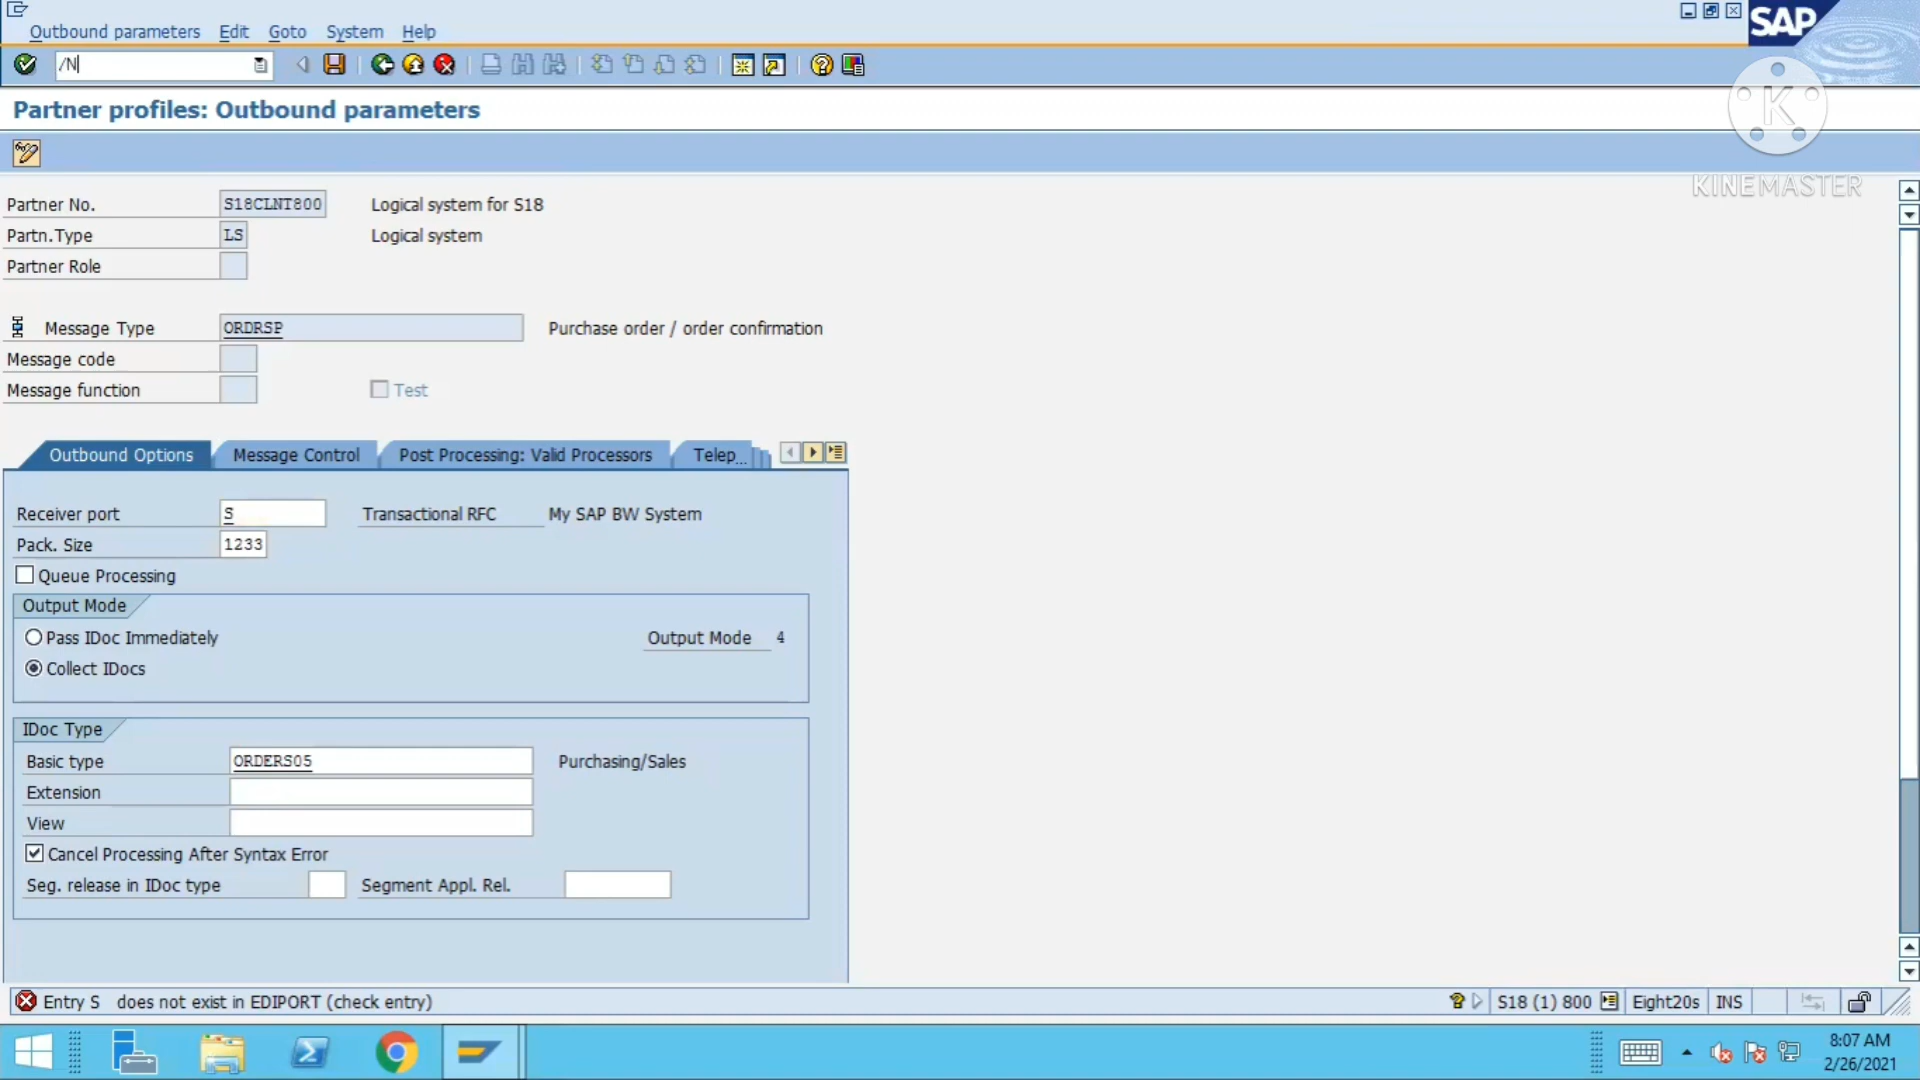 Outbound parameters Edit Goto System Help
SAP
/N
Partner profiles: Outbound parameters
K
KINEMASTER
Partner No. S18CLNT800 Logical system for S18
Partn.Type LS Logical system
Partner Role
Message Type ORDRSP Purchase order / order confirmation
Message code
Message function Test
Outbound Options Message Control Post Processing: Valid Processors Telep...
Receiver port S Transactional RFC My SAP BW System
Pack. Size 1233
Queue Processing
Output Mode
Pass IDoc Immediately Output Mode 4
Collect IDocs
IDoc Type
Basic type ORDERS05 Purchasing/Sales
Extension
View
Cancel Processing After Syntax Error
Seg. release in IDoc type Segment Appl. Rel.
Entry S does not exist in EDIPORT (check entry) S18 (1) 800 Eight20s INS
8:07 AM
2/26/2021